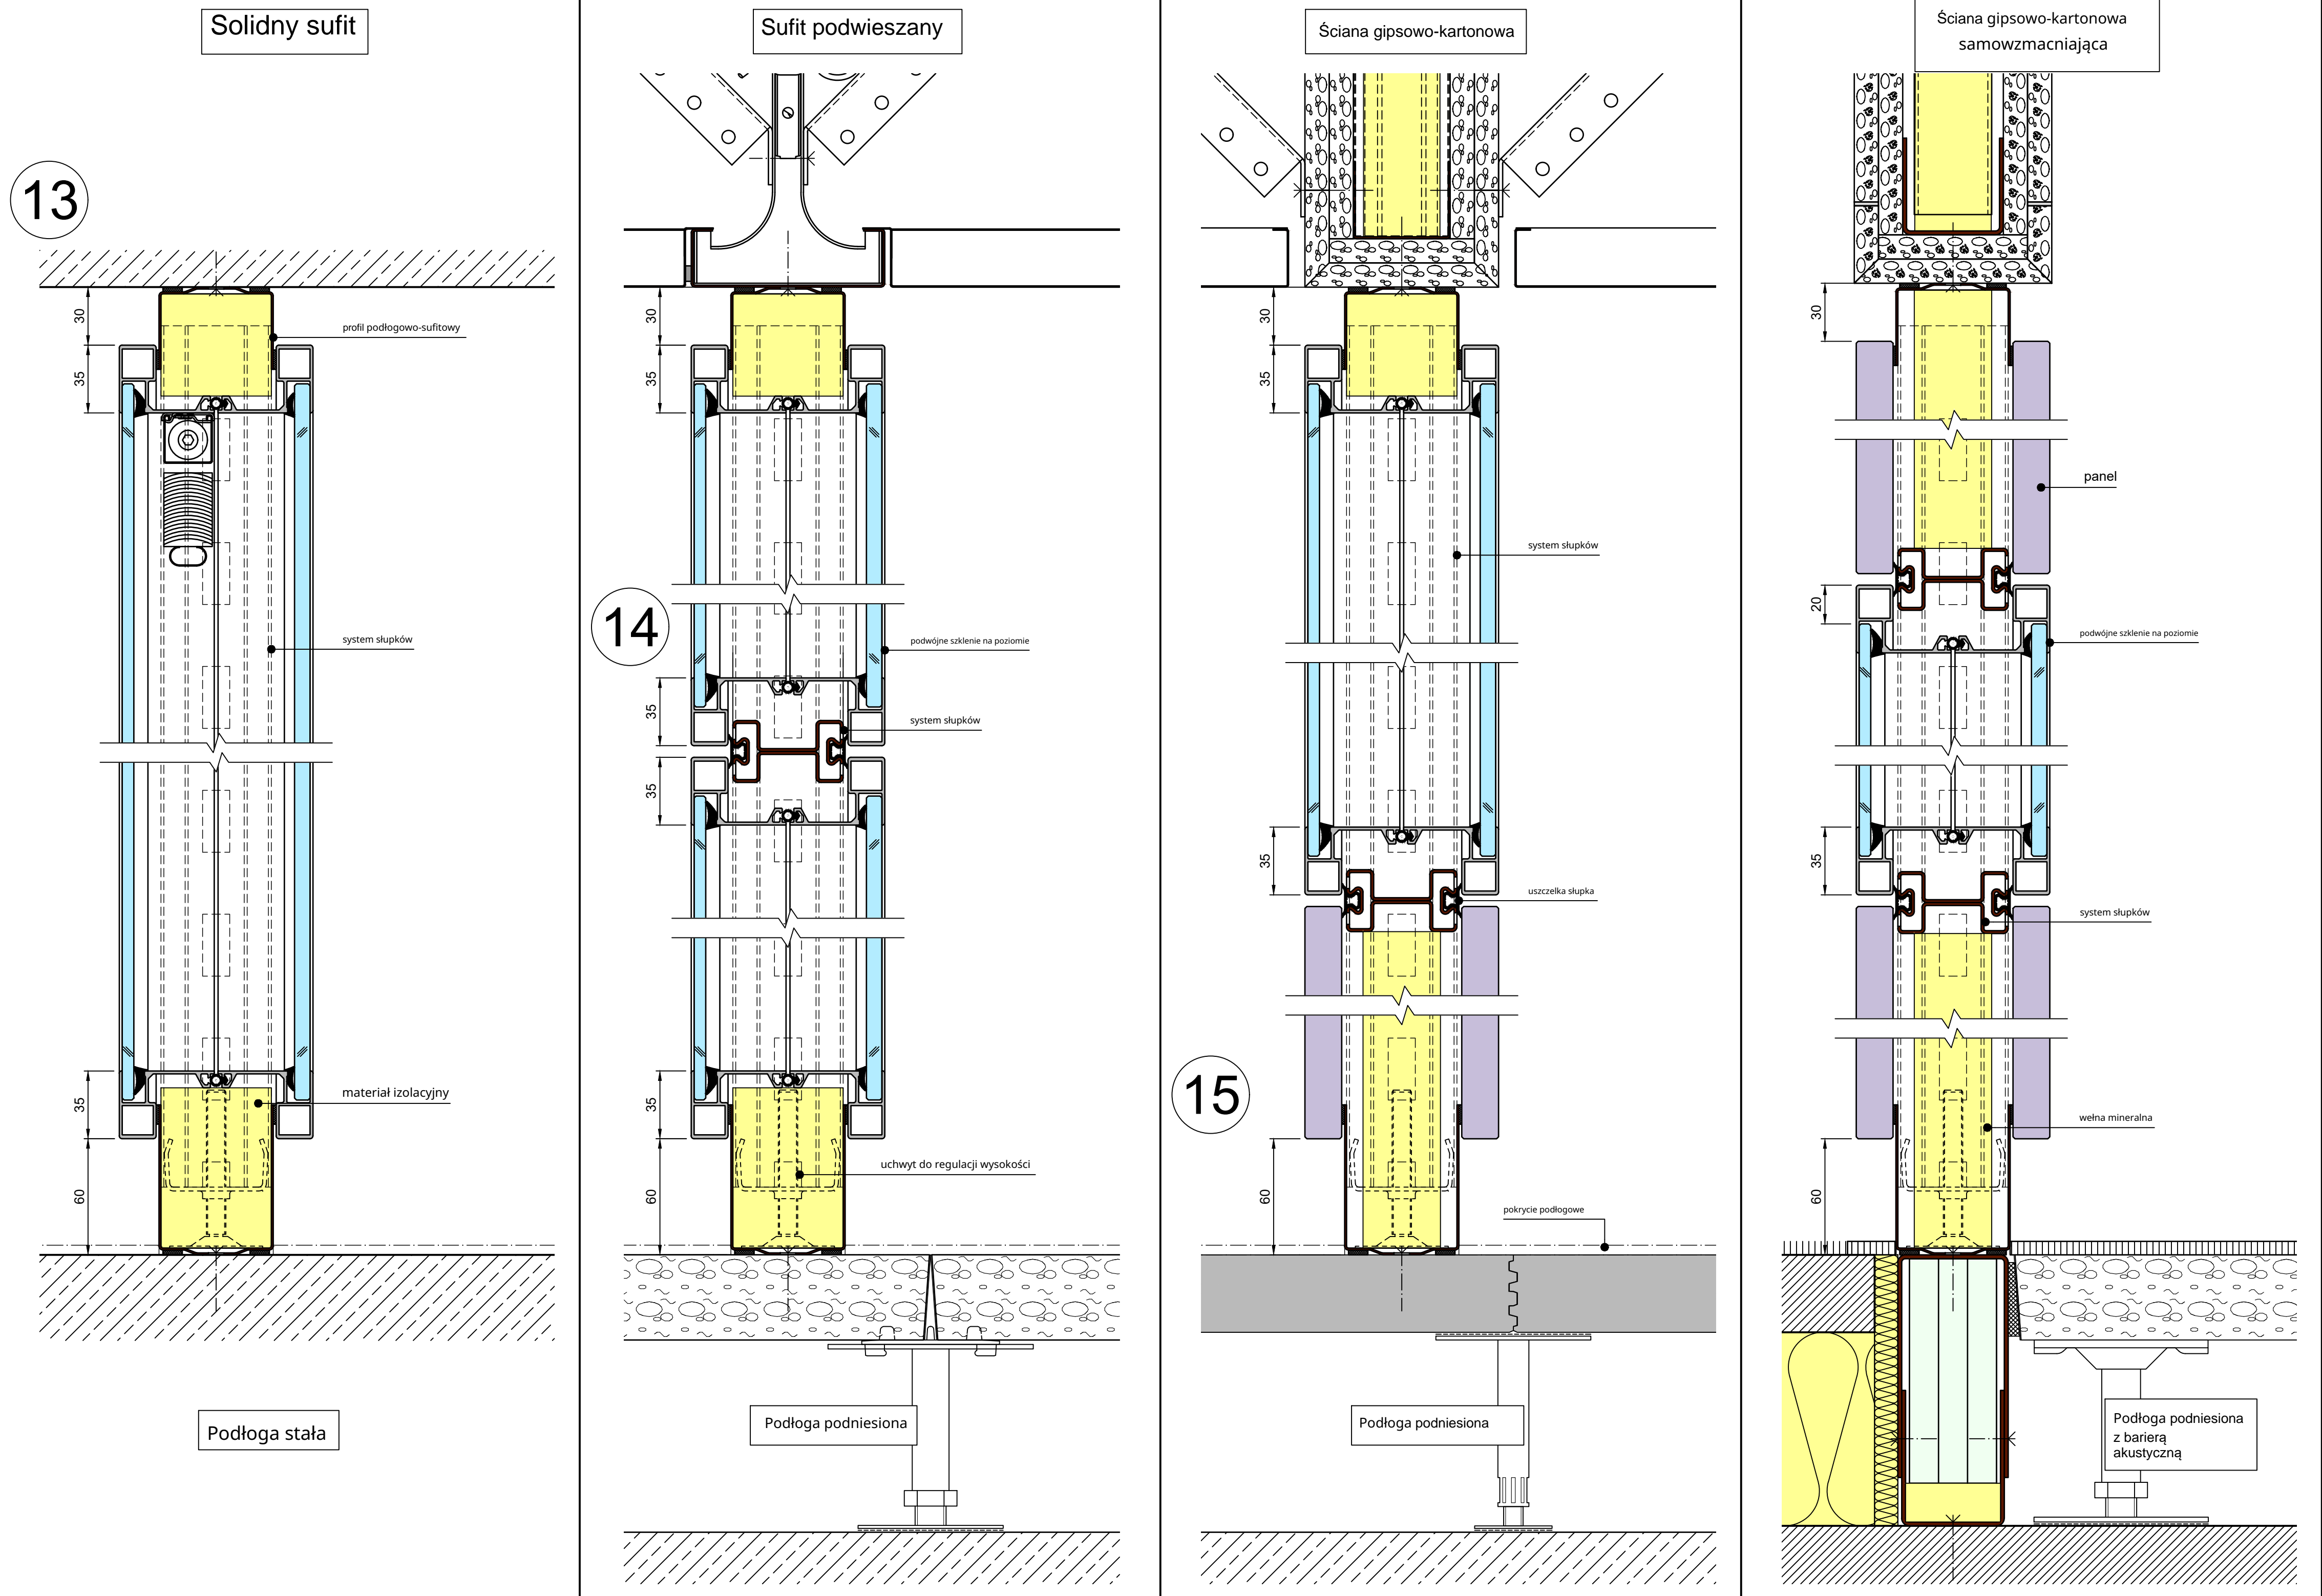 Solidny sufit
13
30
profil podłogowo-sufitowy
35
system słupków
35
materiał izolacyjny
60
Podłoga stała
Sufit podwieszany
30
35
14
podwójne szklenie na poziomie
35
system słupków
35
35
uchwyt do regulacji wysokości
60
Podłoga podniesiona
Ściana gipsowo-kartonowa
30
35
system słupków
35
uszczelka słupka
15
60
pokrycie podłogowe
Podłoga podniesiona
Ściana gipsowo-kartonowa
samowzmacniająca
30
panel
20
podwójne szklenie na poziomie
35
system słupków
wełna mineralna
60
Podłoga podniesiona
z barierą
akustyczną